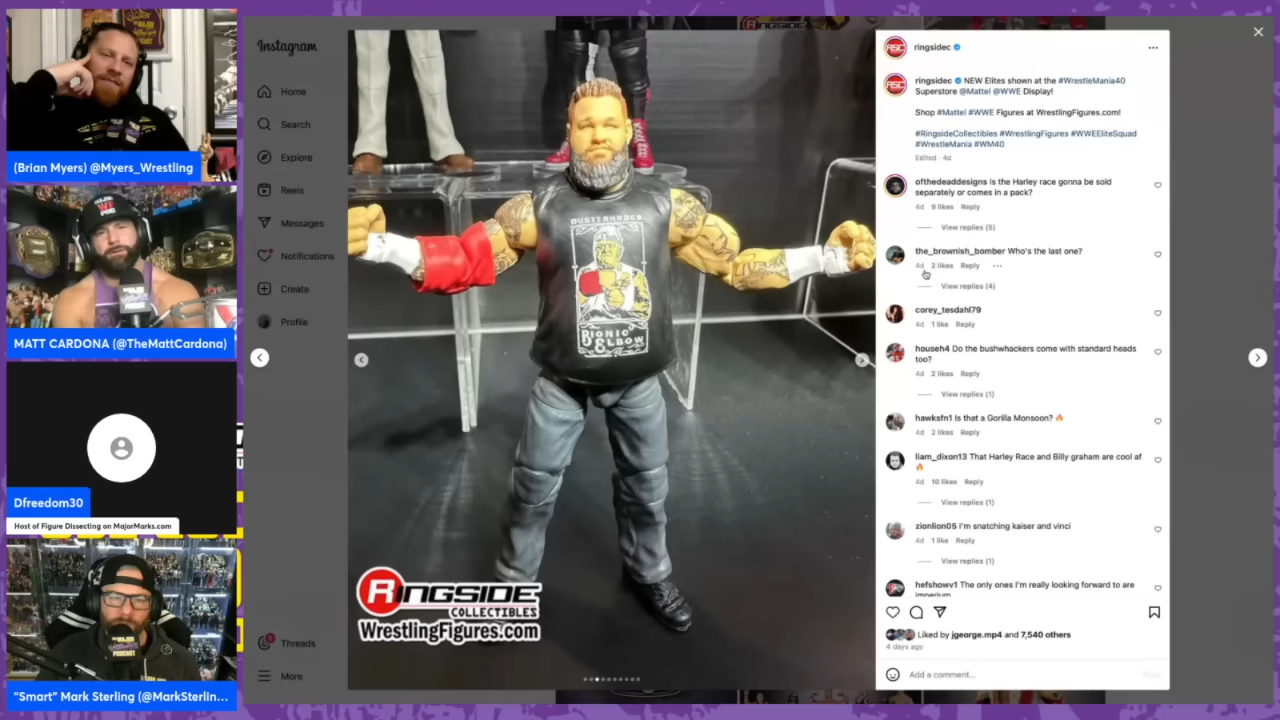 (Brian Myers) @Myers_Wrestling
MATT CARDONA (@TheMattCardona)
Dfreedom30
Host of Figure Dissecting on MajorMarks.com
"Smart" Mark Sterling (@MarkSterlin...
Instagram
Home
Search
Explore
Reels
Messages
Notifications
Create
Profile
Threads
More
DUSTY RHODES
BIONIC
ELBOW
RINGSIDE
COLLECTIBLES
WrestlingFigures.com
RSC
ringsidec
RSC
ringsidec NEW Elites shown at the #WrestleMania40
Superstore @Mattel @WWE Display!
Shop #Mattel #WWE Figures at WrestlingFigures.com!
#RingsideCollectibles #WrestlingFigures #WWEEliteSquad
#WrestleMania #WM40
Edited · 4d
ofthedeaddesigns Is the Harley race gonna be sold
separately or comes in a pack?
4d 9 likes Reply
View replies (5)
the_brownish_bomber Who's the last one?
4d 2 likes Reply ...
View replies (4)
corey_tesdahl79
4d 1 like Reply
househ4 Do the bushwhackers come with standard heads
too?
4d 2 likes Reply
View replies (1)
hawksfn1 Is that a Gorilla Monsoon? 🔥
4d 2 likes Reply
liam_dixon13 That Harley Race and Billy graham are cool af
🔥
4d 10 likes Reply
View replies (1)
zionlion05 I'm snatching kaiser and vinci
4d 1 like Reply
View replies (1)
hefshowv1 The only ones I'm really looking forward to are
imperium
Liked by jgeorge.mp4 and 7,540 others
4 days ago
Add a comment...